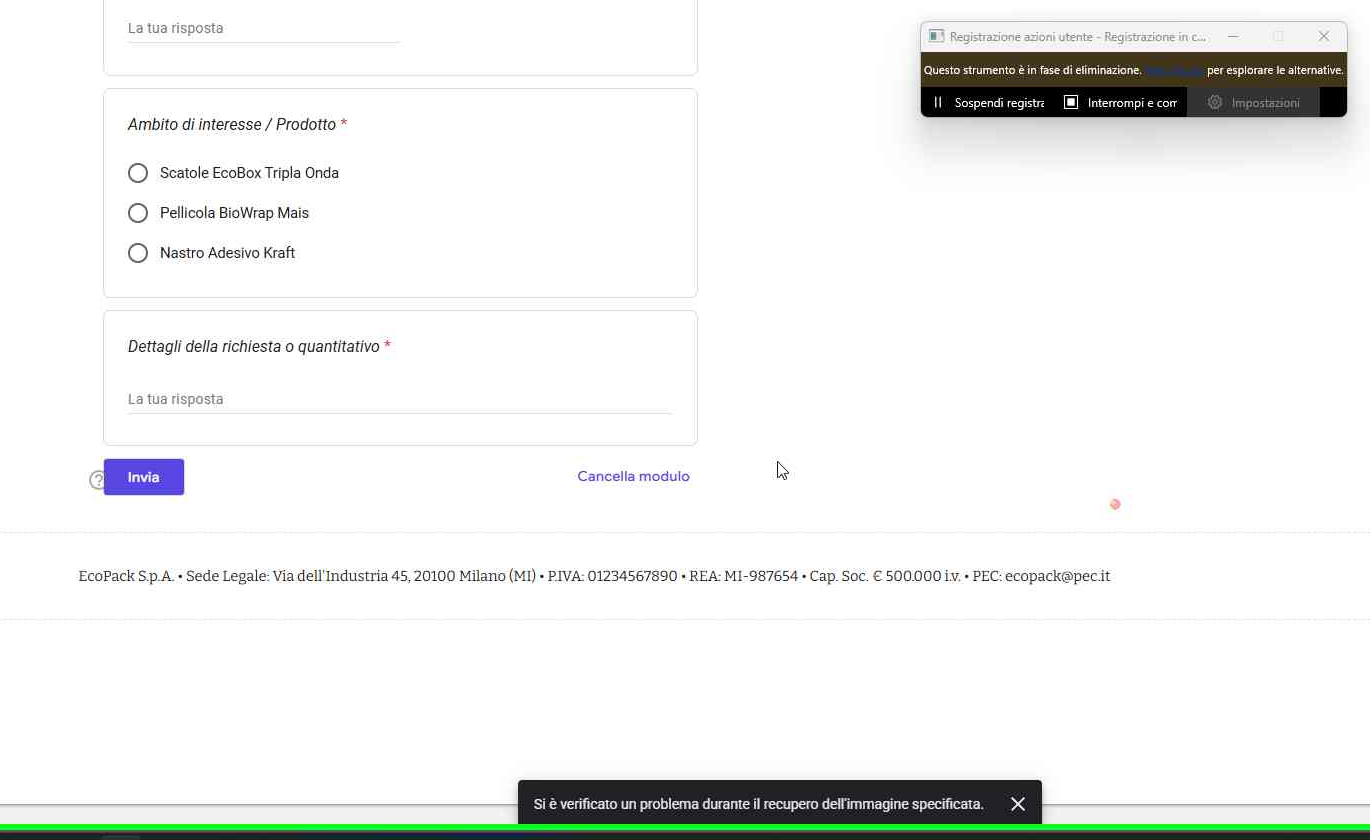 La tua risposta
Registrazione azioni utente - Registrazione in c...
Questo strumento è in fase di eliminazione. per esplorare le alternative.
Sospendi registra
Interrompi e com
Impostazioni
Ambito di interesse / Prodotto *
Scatole EcoBox Tripla Onda
Pellicola BioWrap Mais
Nastro Adesivo Kraft
Dettagli della richiesta o quantitativo *
La tua risposta
Invia
Cancella modulo
EcoPack S.p.A. • Sede Legale: Via dell'Industria 45, 20100 Milano (MI) • P.IVA: 01234567890 • REA: MI-987654 • Cap. Soc. € 500.000 i.v. • PEC: ecopack@pec.it
Si è verificato un problema durante il recupero dell'immagine specificata.